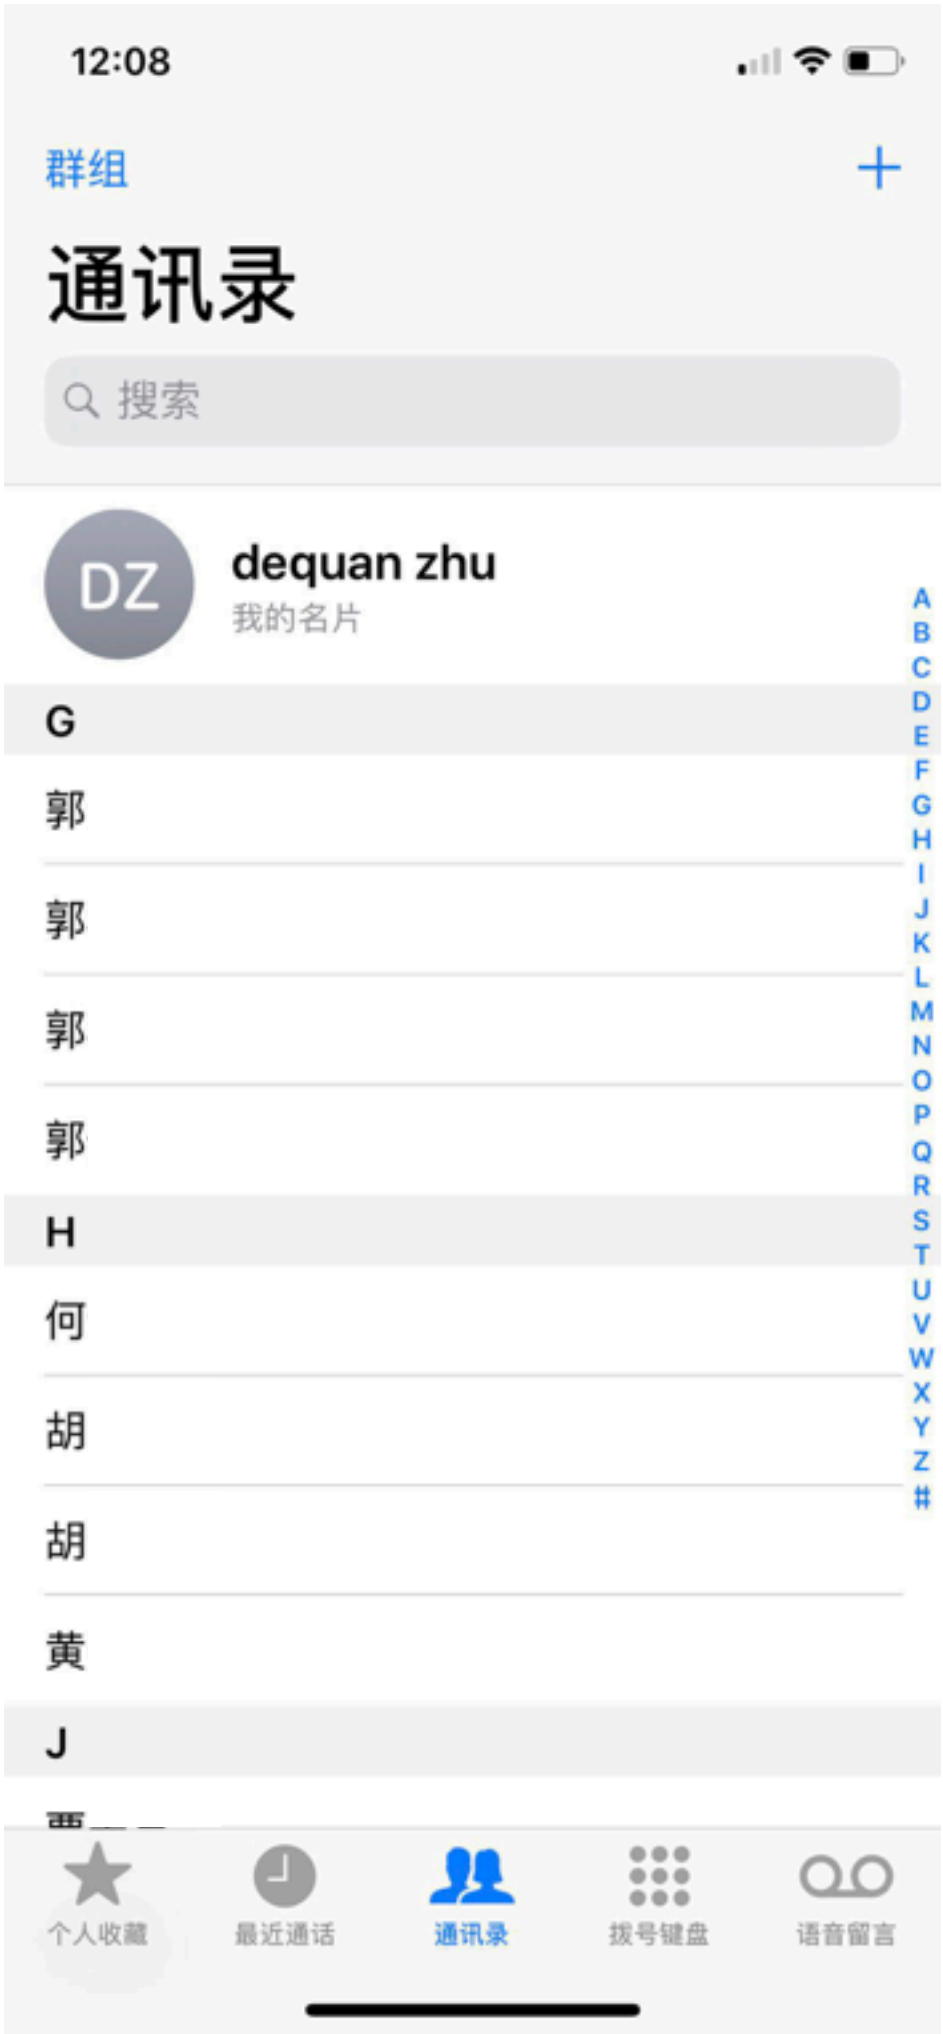 12:08
群组
通讯录
搜索
DZ
dequan zhu
我的名片
G
郭
郭
郭
郭
H
何
胡
胡
黄
J
A
B
C
D
E
F
G
H
I
J
K
L
M
N
O
P
Q
R
S
T
U
V
W
X
Y
Z
#
个人收藏
最近通话
通讯录
拨号键盘
语音留言